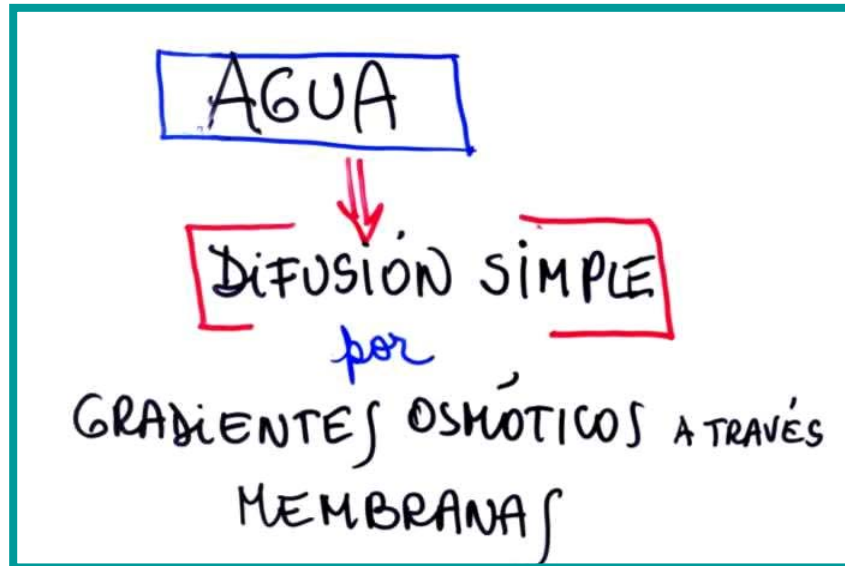 AGUA
DiFUSIÓN SiMPLE
por
GRADiENTES OSMÓTICOS A TRAVÉS
MEMBRANAS